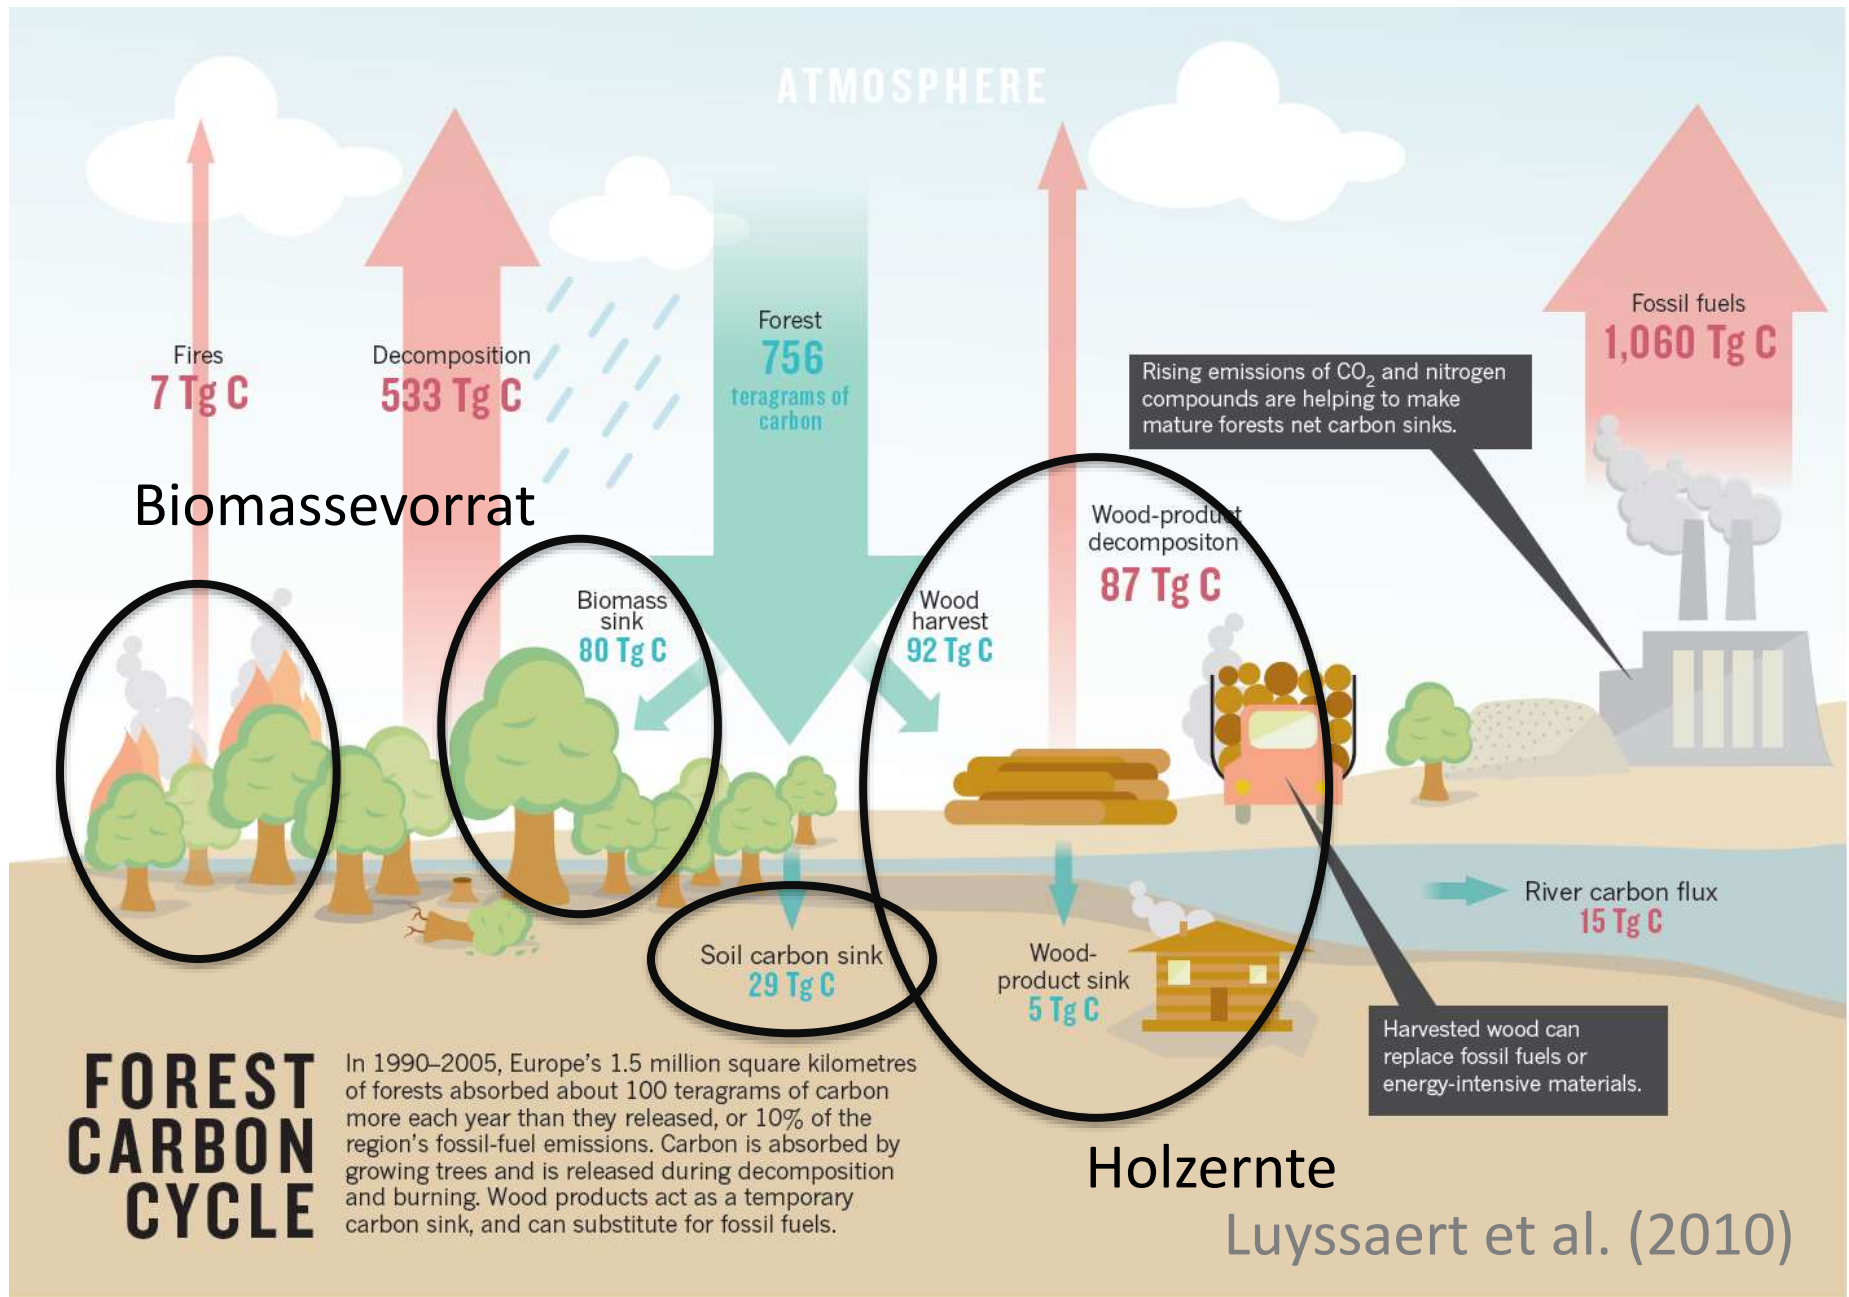 ATMOSPHERE
Fires
7 Tg C
Decomposition
533 Tg C
Forest
756
teragrams of
carbon
Fossil fuels
1,060 Tg C
Rising emissions of CO₂ and nitrogen
compounds are helping to make
mature forests net carbon sinks.
Biomassevorrat
Biomass
sink
80 Tg C
Wood
harvest
92 Tg C
Wood-product
decompositon
87 Tg C
River carbon flux
15 Tg C
Soil carbon sink
29 Tg C
Wood-
product sink
5 Tg C
Harvested wood can
replace fossil fuels or
energy-intensive materials.
FOREST
CARBON
CYCLE
In 1990–2005, Europe's 1.5 million square kilometres
of forests absorbed about 100 teragrams of carbon
more each year than they released, or 10% of the
region's fossil-fuel emissions. Carbon is absorbed by
growing trees and is released during decomposition
and burning. Wood products act as a temporary
carbon sink, and can substitute for fossil fuels.
Holzernte
Luyssaert et al. (2010)